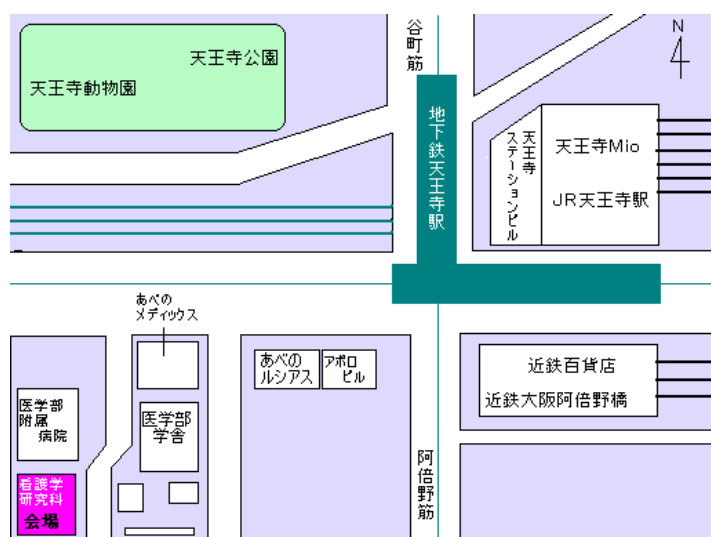 谷町筋
N
天王寺公園
天王寺動物園
地下鉄天王寺駅
天王寺
ステーションビル
天王寺Mio
JR天王寺駅
あべの
メディックス
あべの
ルシアス
アポロ
ビル
近鉄百貨店
近鉄大阪阿倍野橋
医学部
附属
病院
医学部
学舎
看護学
研究科
会場
阿倍野筋